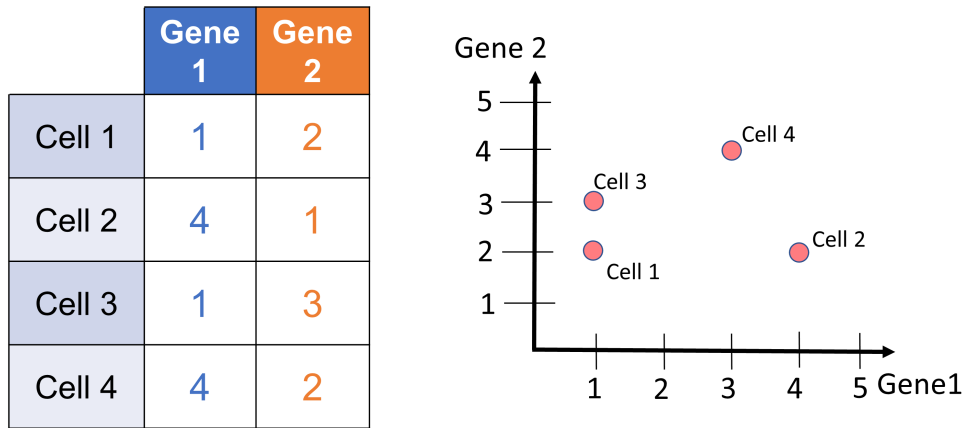 Gene 1 Gene 2
Cell 1 1 2
Cell 2 4 1
Cell 3 1 3
Cell 4 4 2
Gene 2
5
4
3
2
1
Cell 4
Cell 3
Cell 2
Cell 1
1 2 3 4 5 Gene1